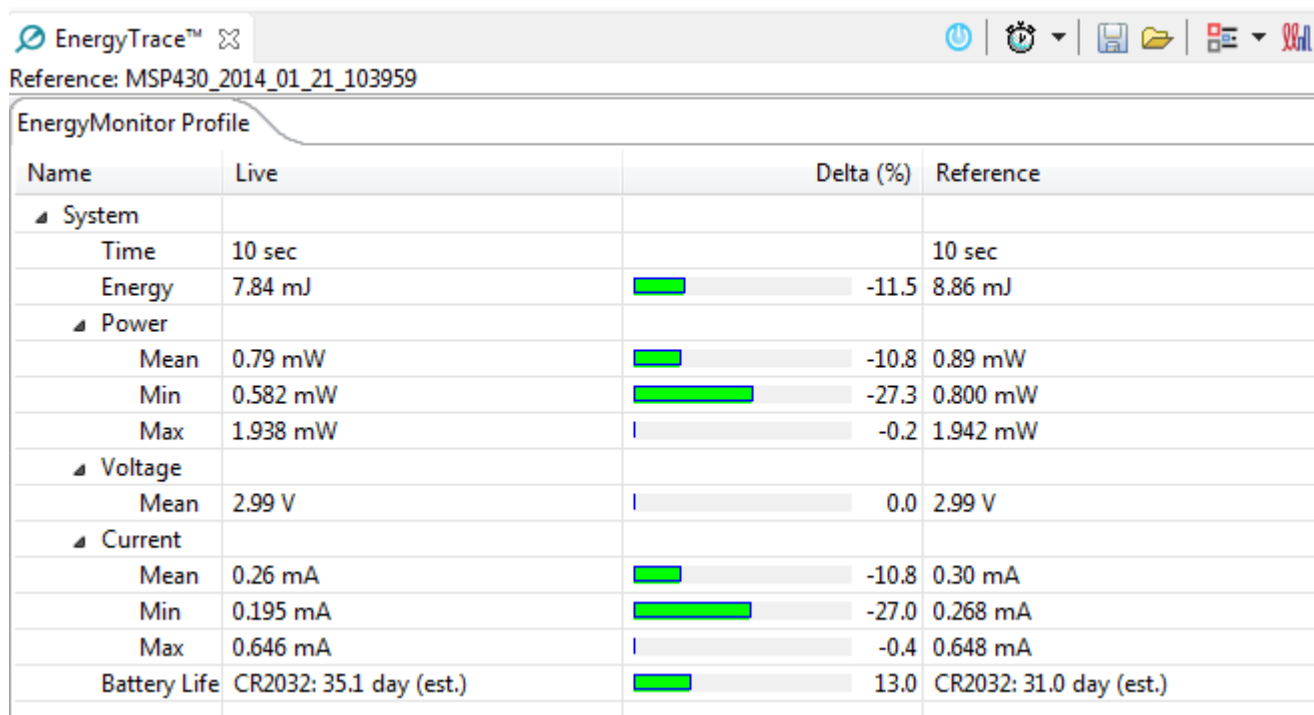 EnergyTrace™
Reference: MSP430_2014_01_21_103959
EnergyMonitor Profile
Name Live Delta (%) Reference
System
Time 10 sec 10 sec
Energy 7.84 mJ -11.5 8.86 mJ
Power
Mean 0.79 mW -10.8 0.89 mW
Min 0.582 mW -27.3 0.800 mW
Max 1.938 mW -0.2 1.942 mW
Voltage
Mean 2.99 V 0.0 2.99 V
Current
Mean 0.26 mA -10.8 0.30 mA
Min 0.195 mA -27.0 0.268 mA
Max 0.646 mA -0.4 0.648 mA
Battery Life CR2032: 35.1 day (est.) 13.0 CR2032: 31.0 day (est.)